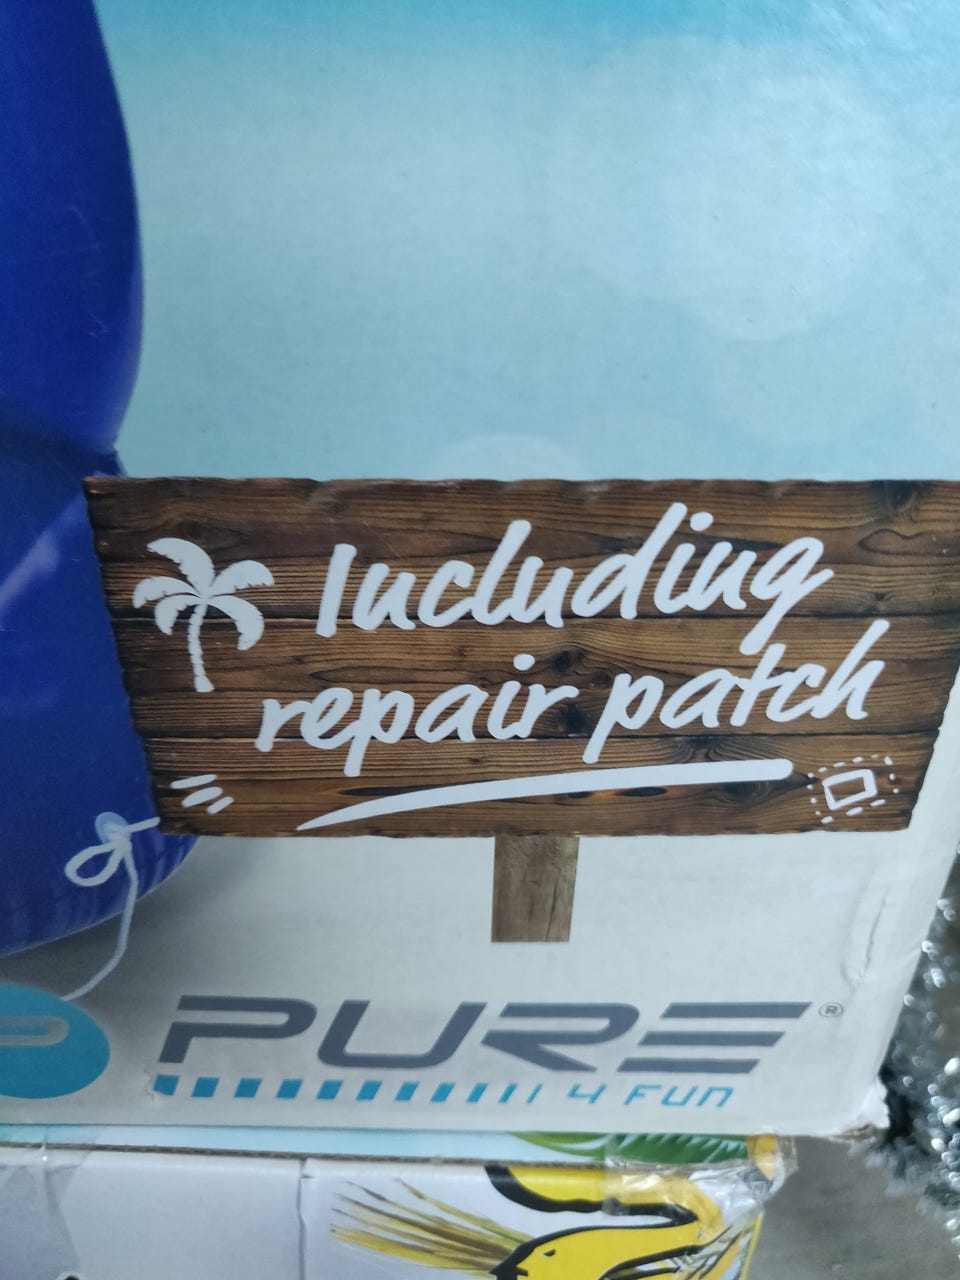 Including
repair patch
P
PURE®
4 FUN